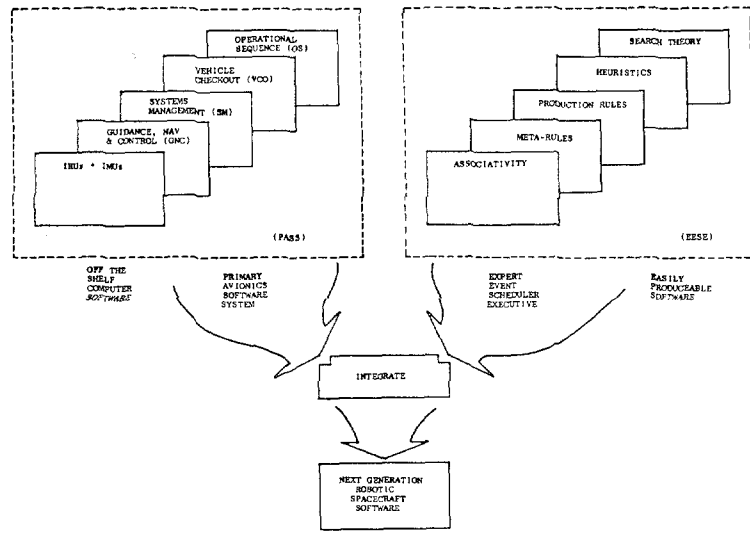 OPERATIONAL
SEQUENCE (OS)
VEHICLE
CHECKOUT (VCO)
SYSTEMS
MANAGEMENT (SM)
GUIDANCE, NAV
& CONTROL (GNC)
IRUs + IMUs
(PASS)
SEARCH THEORY
HEURISTICS
PRODUCTION RULES
META-RULES
ASSOCIATIVITY
(EESE)
OFF THE
SHELF
COMPUTER
SOFTWARE
PRIMARY
AVIONICS
SOFTWARE
SYSTEM
EXPERT
EVENT
SCHEDULER
EXECUTIVE
EASILY
PRODUCEABLE
SOFTWARE
INTEGRATE
NEXT GENERATION
ROBOTIC
SPACECRAFT
SOFTWARE